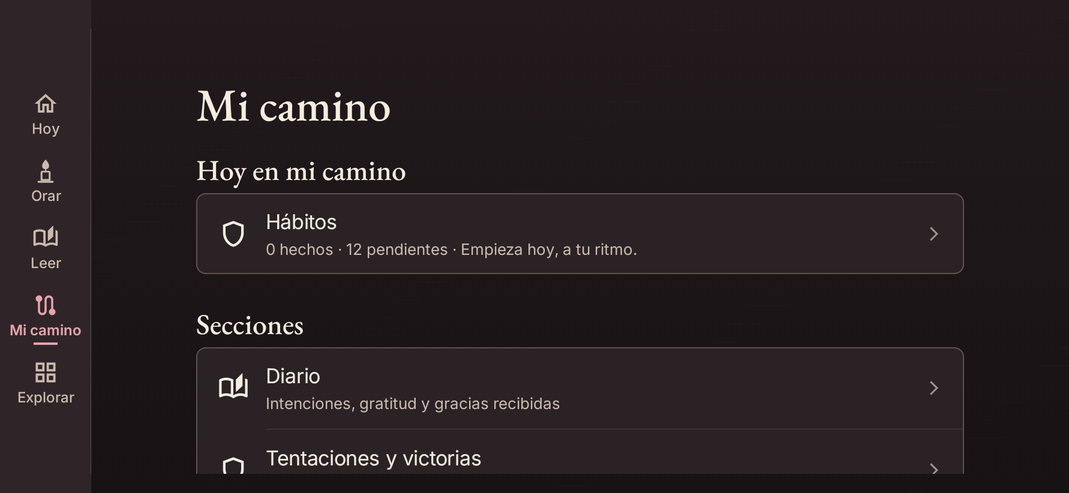 Hoy
Orar
Leer
Mi camino
Explorar
Mi camino
Hoy en mi camino
Hábitos
0 hechos · 12 pendientes · Empieza hoy, a tu ritmo.
Secciones
Diario
Intenciones, gratitud y gracias recibidas
Tentaciones y victorias